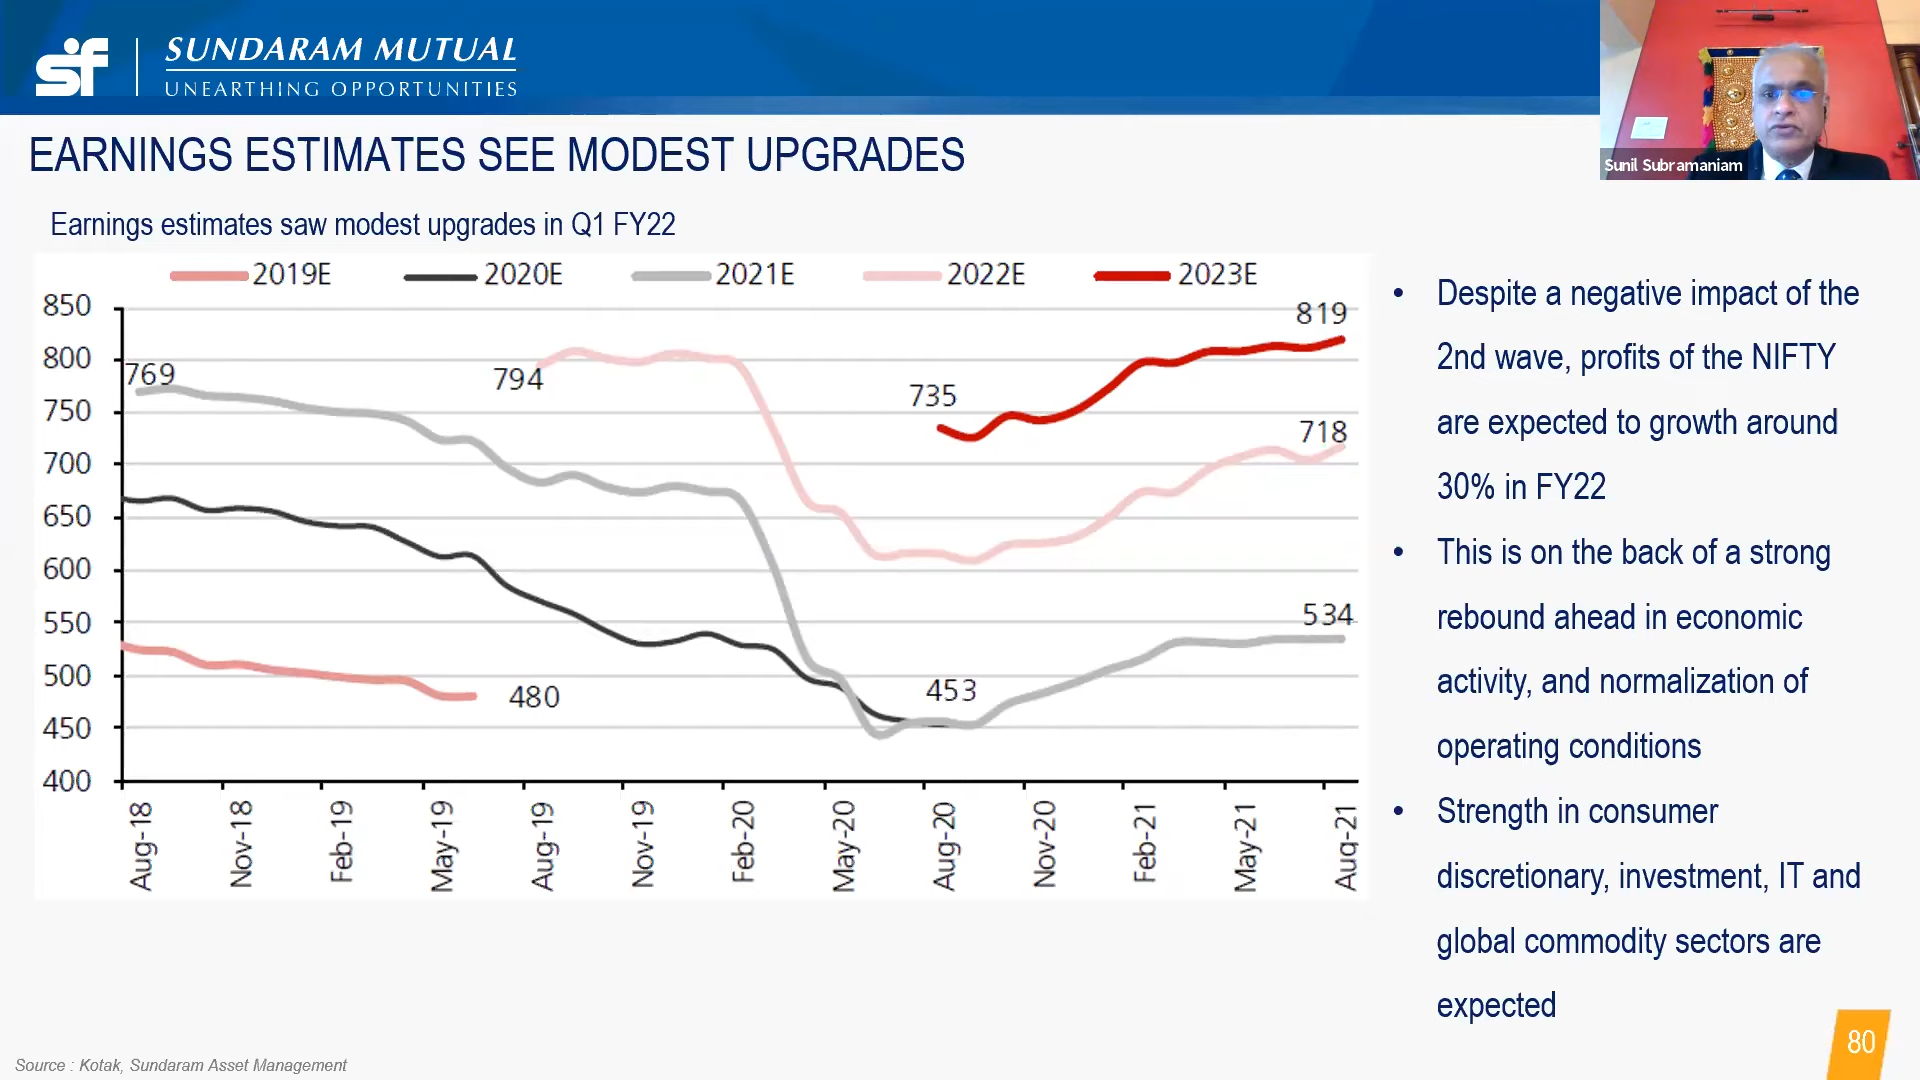 sf
SUNDARAM MUTUAL
UNEARTHING OPPORTUNITIES
Sunil Subramaniam
EARNINGS ESTIMATES SEE MODEST UPGRADES
Earnings estimates saw modest upgrades in Q1 FY22
2019E 2020E 2021E 2022E 2023E
850
800
750
700
650
600
550
500
450
400
769
794
735
819
718
534
480
453
Aug-18
Nov-18
Feb-19
May-19
Aug-19
Nov-19
Feb-20
May-20
Aug-20
Nov-20
Feb-21
May-21
Aug-21
• Despite a negative impact of the
2nd wave, profits of the NIFTY
are expected to growth around
30% in FY22
• This is on the back of a strong
rebound ahead in economic
activity, and normalization of
operating conditions
• Strength in consumer
discretionary, investment, IT and
global commodity sectors are
expected
Source : Kotak, Sundaram Asset Management
80